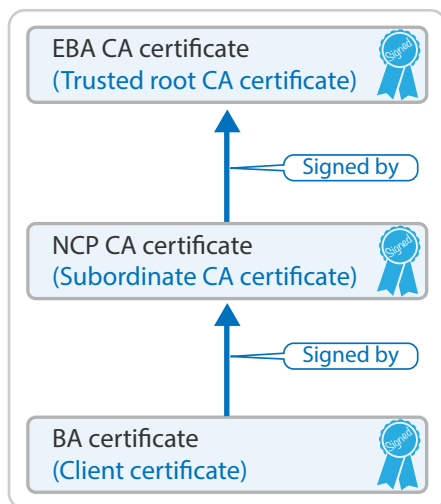 EBA CA certificate
(Trusted root CA certificate)
Signed
Signed by
NCP CA certificate
(Subordinate CA certificate)
Signed
Signed by
BA certificate
(Client certificate)
Signed